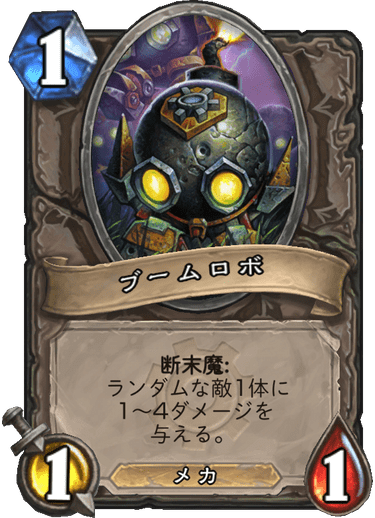 1
ブームロボ
断末魔:
ランダムな敵1体に
1~4ダメージを
与える。
1
メカ
1